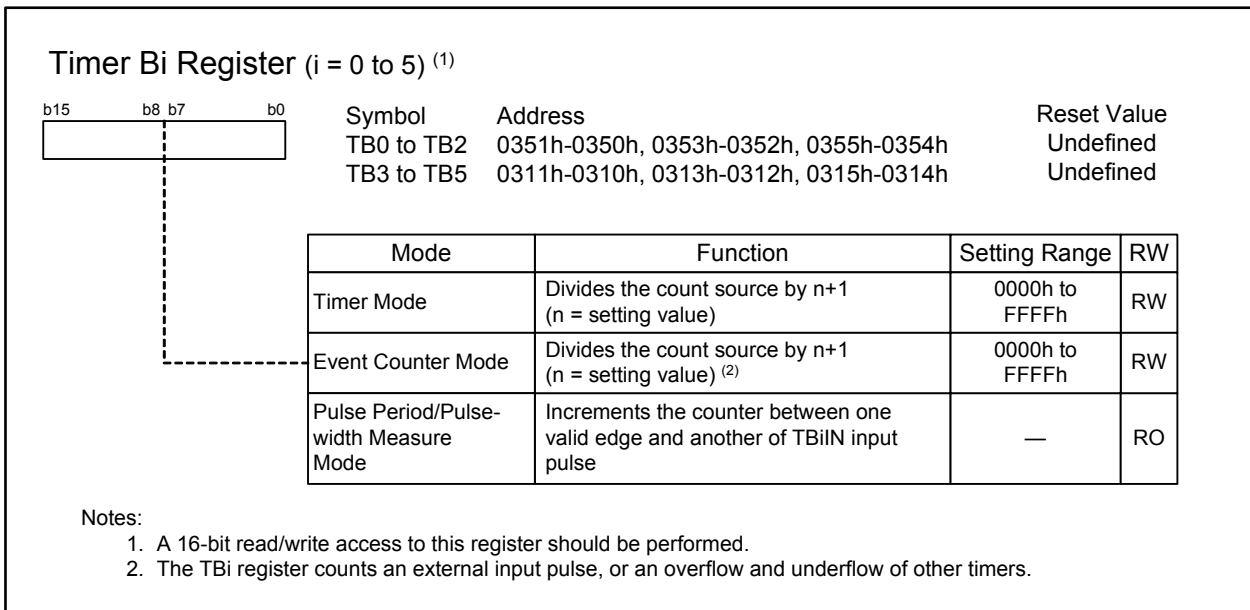 Timer Bi Register (i = 0 to 5) (1)
b15 b8 b7 b0
Symbol Address Reset Value
TB0 to TB2 0351h-0350h, 0353h-0352h, 0355h-0354h Undefined
TB3 to TB5 0311h-0310h, 0313h-0312h, 0315h-0314h Undefined
Mode Function Setting Range RW
Timer Mode Divides the count source by n+1 (n = setting value) 0000h to FFFFh RW
Event Counter Mode Divides the count source by n+1 (n = setting value) (2) 0000h to FFFFh RW
Pulse Period/Pulse-width Measure Mode Increments the counter between one valid edge and another of TBiIN input pulse — RO
Notes:
1. A 16-bit read/write access to this register should be performed.
2. The TBi register counts an external input pulse, or an overflow and underflow of other timers.